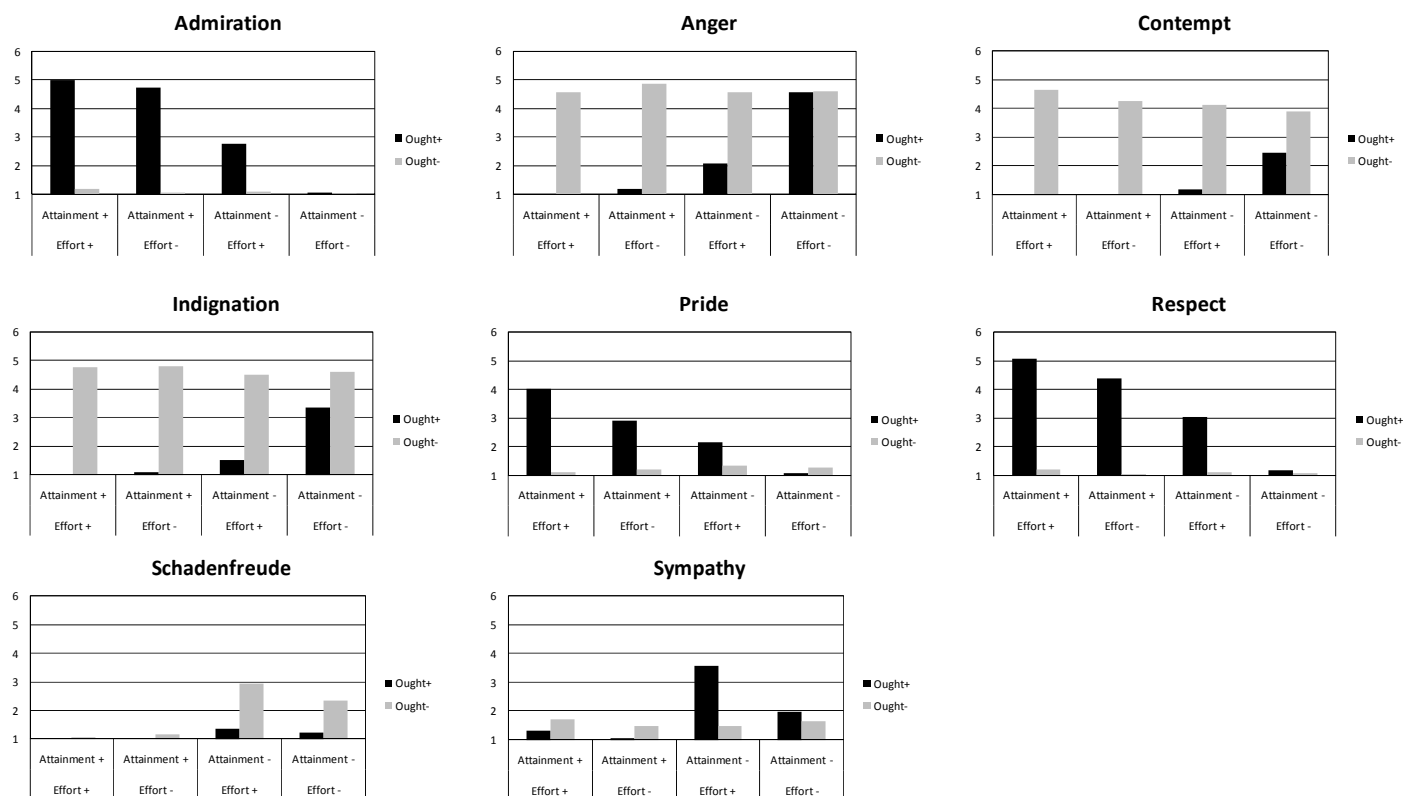 Admiration
6
5
4
3
2
1
Ought+
Ought-
Attainment + Attainment + Attainment - Attainment -
Effort + Effort - Effort + Effort -
Anger
6
5
4
3
2
1
Ought+
Ought-
Attainment + Attainment + Attainment - Attainment -
Effort + Effort - Effort + Effort -
Contempt
6
5
4
3
2
1
Ought+
Ought-
Attainment + Attainment + Attainment - Attainment -
Effort + Effort - Effort + Effort -
Indignation
6
5
4
3
2
1
Ought+
Ought-
Attainment + Attainment + Attainment - Attainment -
Effort + Effort - Effort + Effort -
Pride
6
5
4
3
2
1
Ought+
Ought-
Attainment + Attainment + Attainment - Attainment -
Effort + Effort - Effort + Effort -
Respect
6
5
4
3
2
1
Ought+
Ought-
Attainment + Attainment + Attainment - Attainment -
Effort + Effort - Effort + Effort -
Schadenfreude
6
5
4
3
2
1
Ought+
Ought-
Attainment + Attainment + Attainment - Attainment -
Effort + Effort - Effort + Effort -
Sympathy
6
5
4
3
2
1
Ought+
Ought-
Attainment + Attainment + Attainment - Attainment -
Effort + Effort - Effort + Effort -